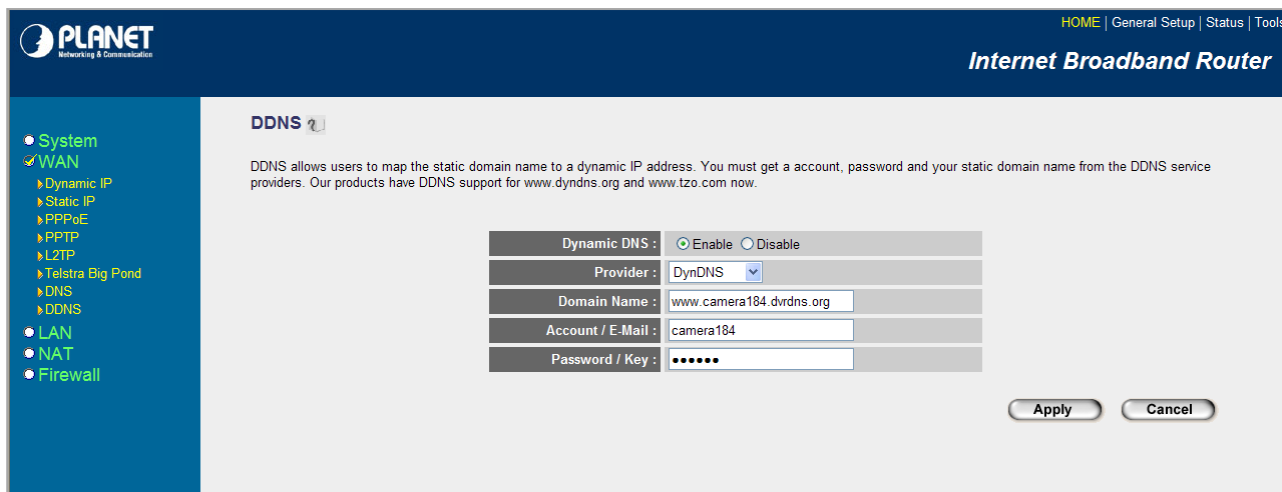 PLANET
Networking & Communication
HOME | General Setup | Status | Tools
Internet Broadband Router
System
WAN
Dynamic IP
Static IP
PPPoE
PPTP
L2TP
Telstra Big Pond
DNS
DDNS
LAN
NAT
Firewall
DDNS
DDNS allows users to map the static domain name to a dynamic IP address. You must get a account, password and your static domain name from the DDNS service
providers. Our products have DDNS support for www.dyndns.org and www.tzo.com now.
Dynamic DNS : Enable Disable
Provider : DynDNS
Domain Name : www.camera184.dvrdns.org
Account / E-Mail : camera184
Password / Key : ••••••
Apply Cancel